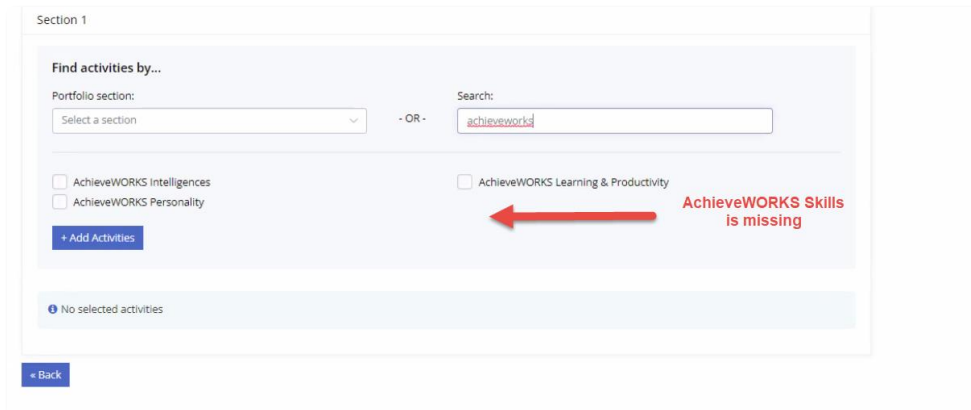 Section 1
Find activities by...
Portfolio section:
Search:
Select a section
- OR -
achieveworks
AchieveWORKS Intelligences
AchieveWORKS Learning & Productivity
AchieveWORKS Personality
AchieveWORKS Skills
is missing
+ Add Activities
No selected activities
« Back